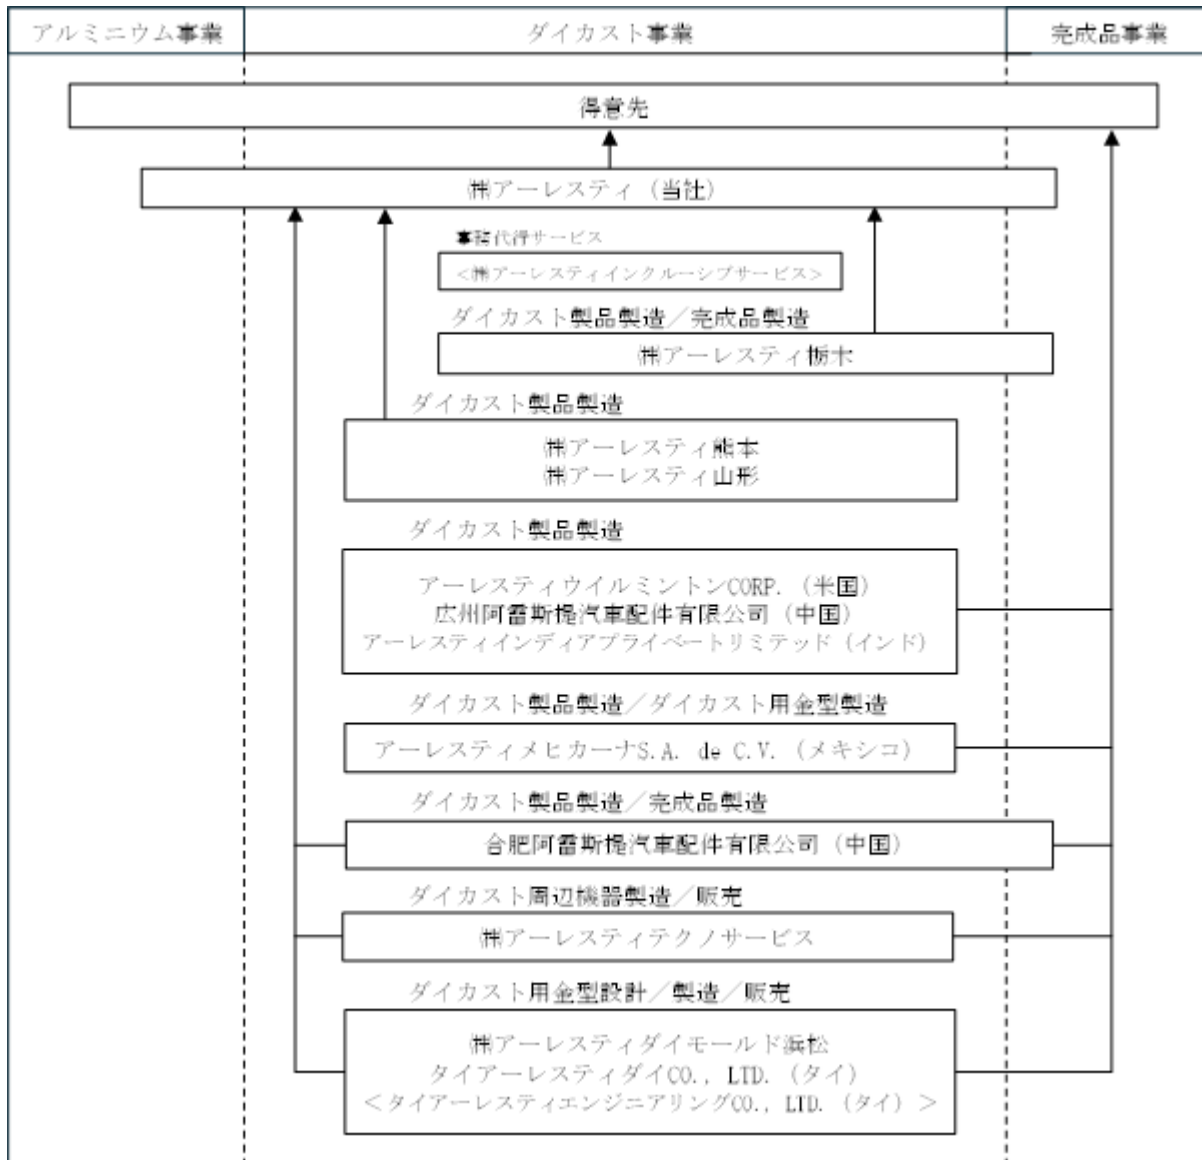 アルミニウム事業
ダイカスト事業
完成品事業
得意先
㈱アーレスティ（当社）
事務代行サービス
<㈱アーレスティインクルーシブサービス>
ダイカスト製品製造／完成品製造
㈱アーレスティ栃木
ダイカスト製品製造
㈱アーレスティ熊本
㈱アーレスティ山形
ダイカスト製品製造
アーレスティウイルミントンCORP.（米国）
広州阿雷斯提汽車配件有限公司（中国）
アーレスティインディアプライベートリミテッド（インド）
ダイカスト製品製造／ダイカスト用金型製造
アーレスティメヒカーナS.A. de C.V.（メキシコ）
ダイカスト製品製造／完成品製造
合肥阿雷斯提汽車配件有限公司（中国）
ダイカスト周辺機器製造／販売
㈱アーレスティテクノサービス
ダイカスト用金型設計／製造／販売
㈱アーレスティダイモールド浜松
タイアーレスティダイCO., LTD.（タイ）
＜タイアーレスティエンジニアリングCO., LTD.（タイ）＞